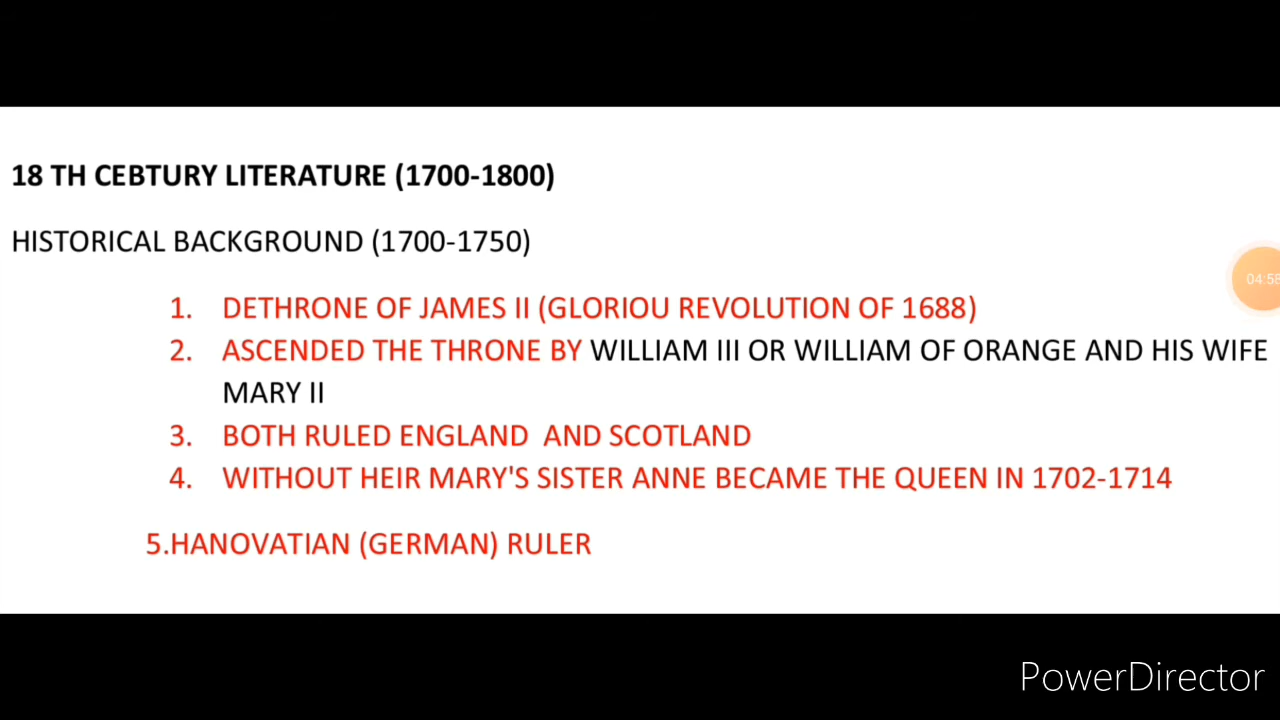 18 TH CEBTURY LITERATURE (1700-1800)
HISTORICAL BACKGROUND (1700-1750)
04:58
1. DETHRONE OF JAMES II (GLORIOU REVOLUTION OF 1688)
2. ASCENDED THE THRONE BY WILLIAM III OR WILLIAM OF ORANGE AND HIS WIFE
MARY II
3. BOTH RULED ENGLAND AND SCOTLAND
4. WITHOUT HEIR MARY'S SISTER ANNE BECAME THE QUEEN IN 1702-1714
5.HANOVATIAN (GERMAN) RULER
PowerDirector